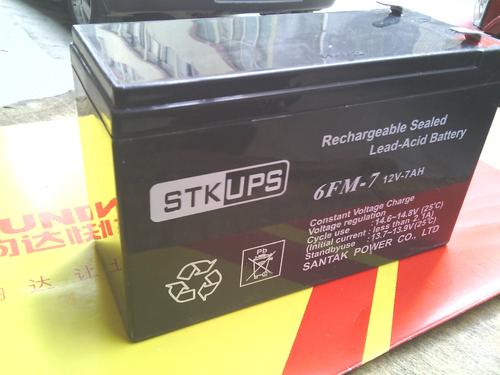 Rechargeable Sealed
Lead-Acid Battery
STKUPS
6FM-7 12V-7AH
Constant Voltage Charge
Voltage regulation
Cycle use : 14.6-14.8V (25°C)
(Initial current : less than 2.1A)
Standbyuse : 13.7-13.9V(25°C)
SANTAK POWER CO., LTD
Pb